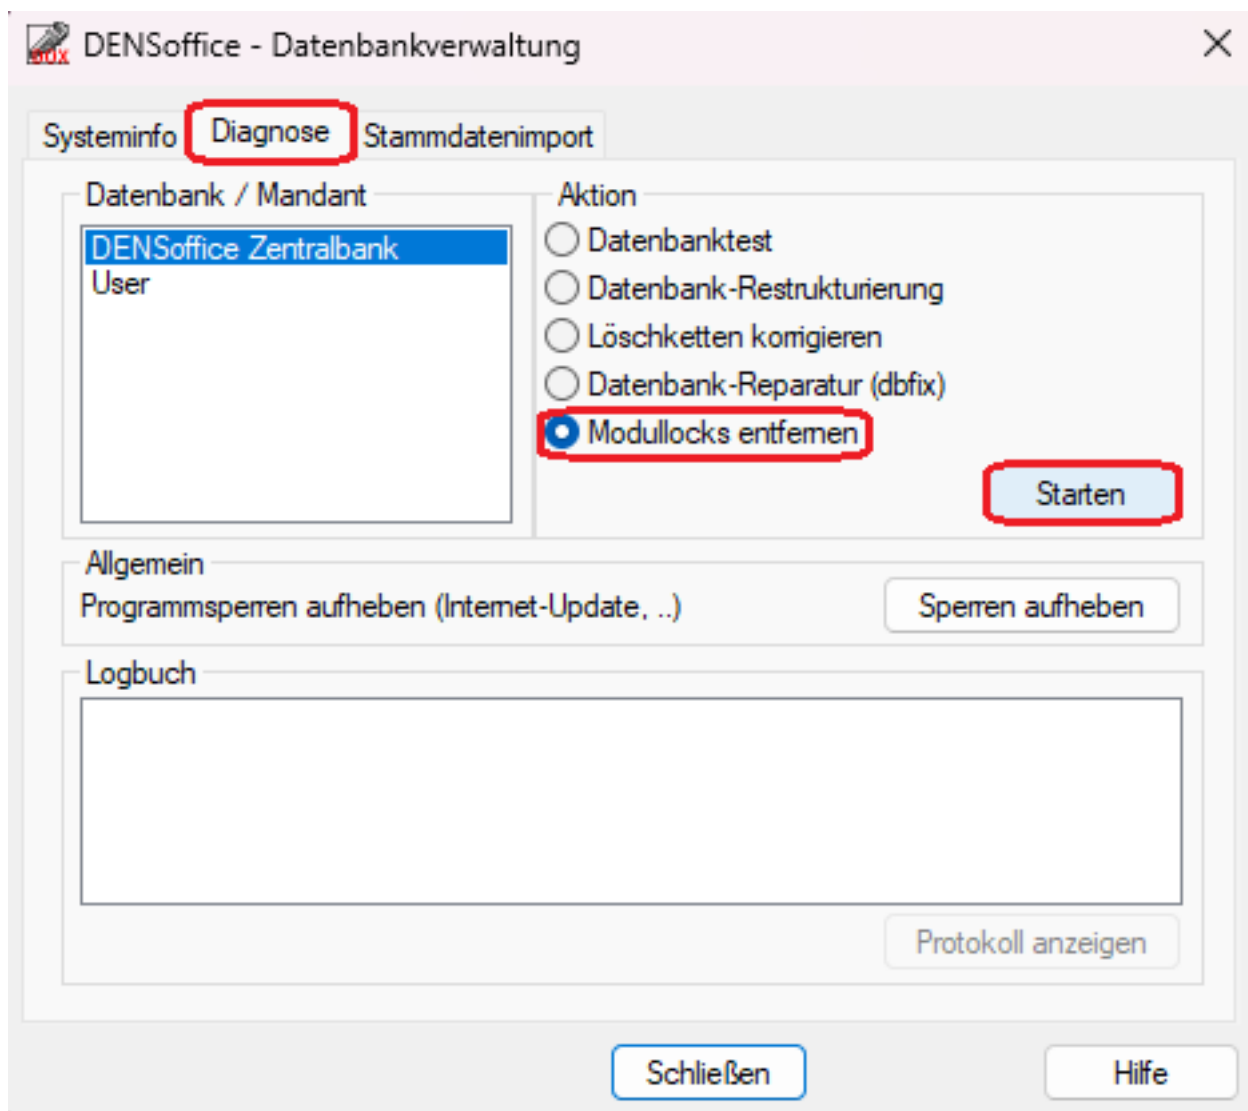 DENSoffice - Datenbankverwaltung
Systeminfo Diagnose Stammdatenimport
Datenbank / Mandant
DENSoffice Zentralbank
User
Aktion
Datenbanktest
Datenbank-Restrukturierung
Löschketten korrigieren
Datenbank-Reparatur (dbfix)
Modullocks entfernen
Starten
Allgemein
Programmsperren aufheben (Internet-Update, ..)
Sperren aufheben
Logbuch
Protokoll anzeigen
Schließen
Hilfe